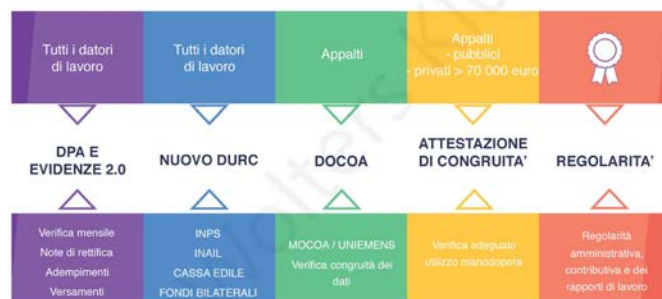 Tutti i datori
di lavoro
Tutti i datori
di lavoro
Appalti
Appalti
- pubblici
- privati > 70.000 euro
DPA E
EVIDENZE 2.0
NUOVO DURC
DOCOA
ATTESTAZIONE
DI CONGRUITA'
REGOLARITA'
Verifica mensile
Note di rettifica
Adempimenti
Versamenti
INPS
INAIL
CASSA EDILE
FONDI BILATERALI
MOCOA / UNIEMENS
Verifica congruità dei
dati
Verifica adeguato
utilizzo manodopera
Regolarità
amministrativa,
contributiva e dei
rapporti di lavoro
Wolters